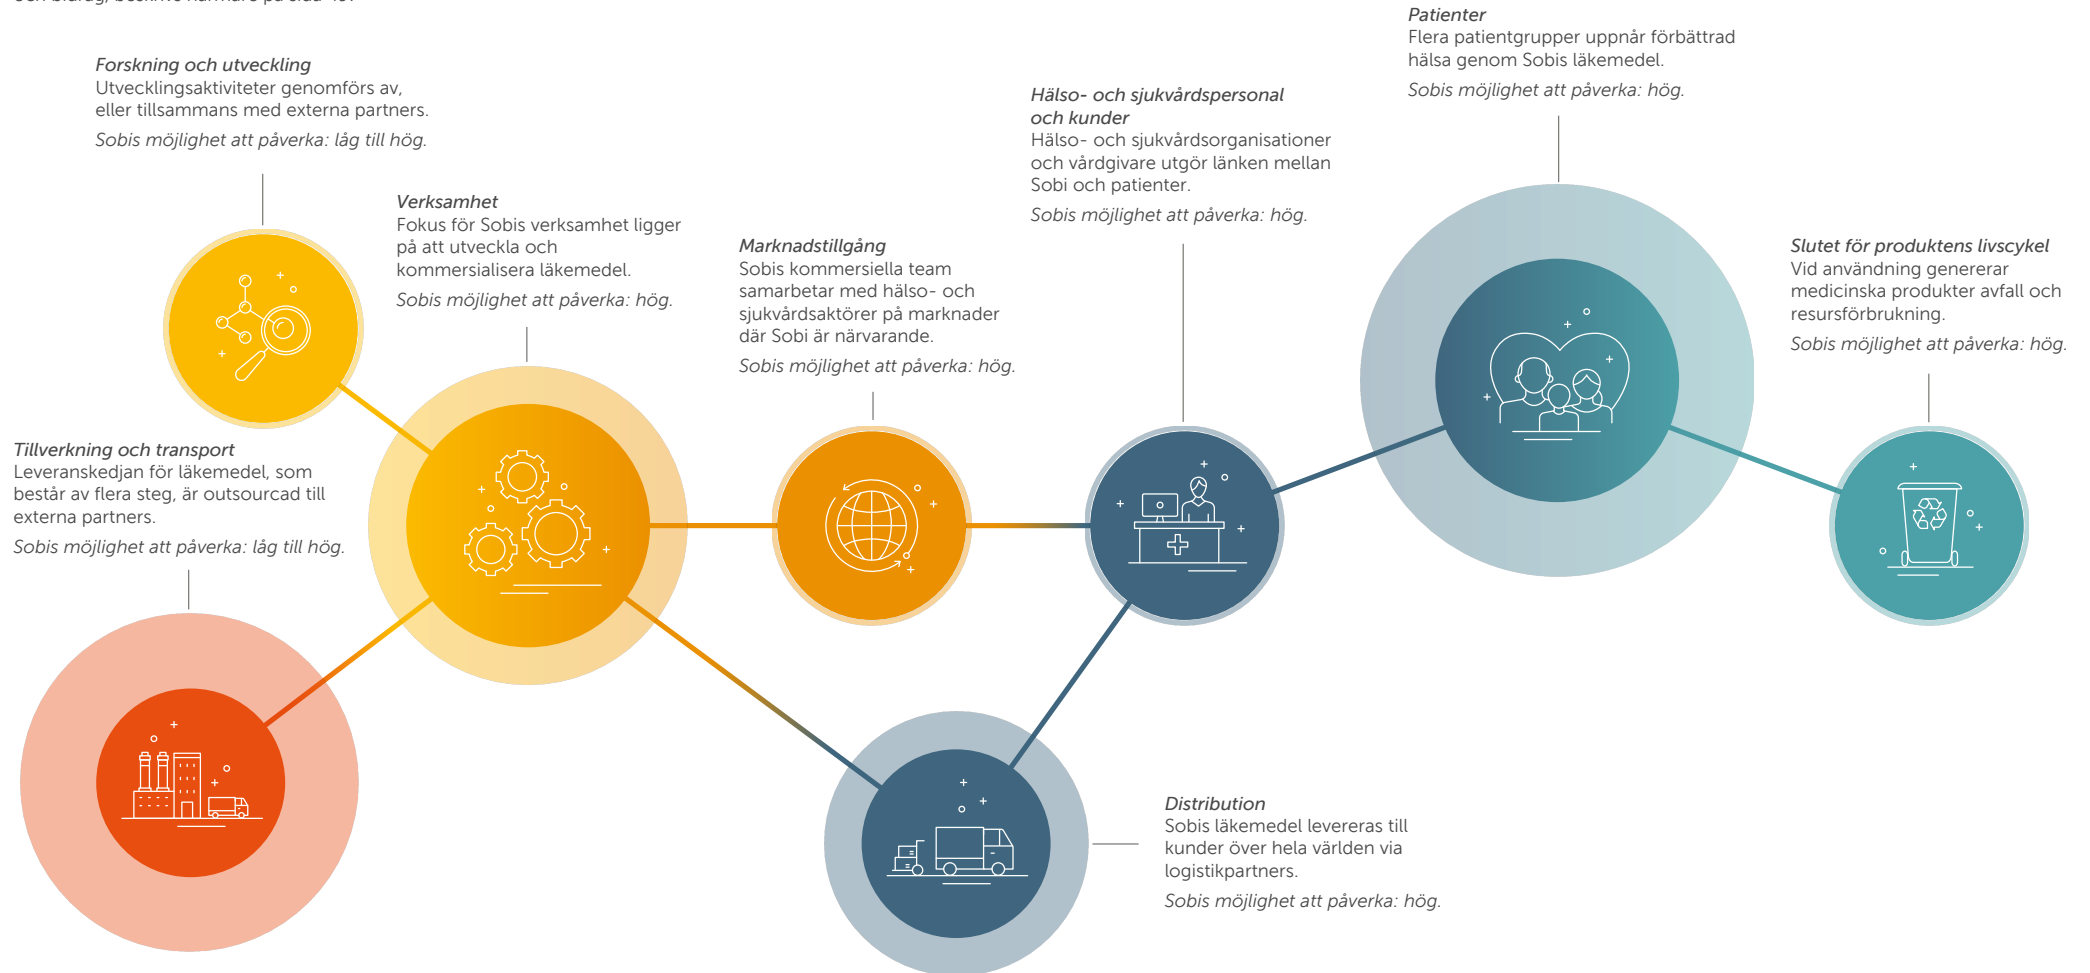 Forskning och utveckling
Utvecklingsaktiviteter genomförs av,
eller tillsammans med externa partners.
Sobis möjlighet att påverka: låg till hög.
Tillverkning och transport
Leveranskedjan för läkemedel, som
består av flera steg, är outsourcad till
externa partners.
Sobis möjlighet att påverka: låg till hög.
Verksamhet
Fokus för Sobis verksamhet ligger
på att utveckla och
kommersialisera läkemedel.
Sobis möjlighet att påverka: hög.
Marknadstillgång
Sobis kommersiella team
samarbetar med hälso- och
sjukvårdsaktörer på marknader
där Sobi är närvarande.
Sobis möjlighet att påverka: hög.
Hälso- och sjukvårdspersonal
och kunder
Hälso- och sjukvårdsorganisationer
och vårdgivare utgör länken mellan
Sobi och patienter.
Sobis möjlighet att påverka: hög.
Distribution
Sobis läkemedel levereras till
kunder över hela världen via
logistikpartners.
Sobis möjlighet att påverka: hög.
Patienter
Flera patientgrupper uppnår förbättrad
hälsa genom Sobis läkemedel.
Sobis möjlighet att påverka: hög.
Slutet för produktens livscykel
Vid användning genererar
medicinska produkter avfall och
resursförbrukning.
Sobis möjlighet att påverka: hög.